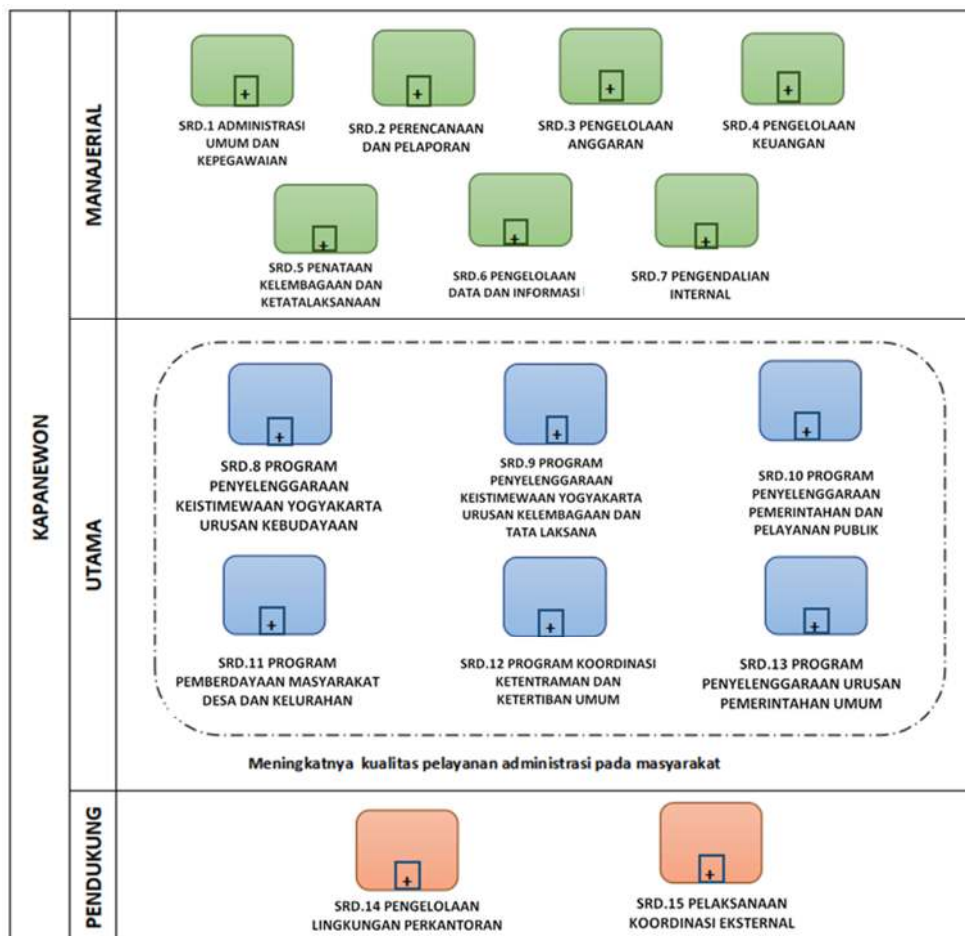 KAPANEWON
MANAJERIAL
SRD.1 ADMINISTRASI
UMUM DAN
KEPEGAWAIAN
SRD.2 PERENCANAAN
DAN PELAPORAN
SRD.3 PENGELOLAAN
ANGGARAN
SRD.4 PENGELOLAAN
KEUANGAN
SRD.5 PENATAAN
KELEMBAGAAN DAN
KETATALAKSANAAN
SRD.6 PENGELOLAAN
DATA DAN INFORMASI
SRD.7 PENGENDALIAN
INTERNAL
UTAMA
SRD.8 PROGRAM
PENYELENGGARAAN
KEISTIMEWAAN YOGYAKARTA
URUSAN KEBUDAYAAN
SRD.9 PROGRAM
PENYELENGGARAAN
KEISTIMEWAAN YOGYAKARTA
URUSAN KELEMBAGAAN DAN
TATA LAKSANA
SRD.10 PROGRAM
PENYELENGGARAAN
PEMERINTAHAN DAN
PELAYANAN PUBLIK
SRD.11 PROGRAM
PEMBERDAYAAN MASYARAKAT
DESA DAN KELURAHAN
SRD.12 PROGRAM KOORDINASI
KETENTRAMAN DAN
KETERTIBAN UMUM
SRD.13 PROGRAM
PENYELENGGARAAN URUSAN
PEMERINTAHAN UMUM
Meningkatnya kualitas pelayanan administrasi pada masyarakat
PENDUKUNG
SRD.14 PENGELOLAAN
LINGKUNGAN PERKANTORAN
SRD.15 PELAKSANAAN
KOORDINASI EKSTERNAL